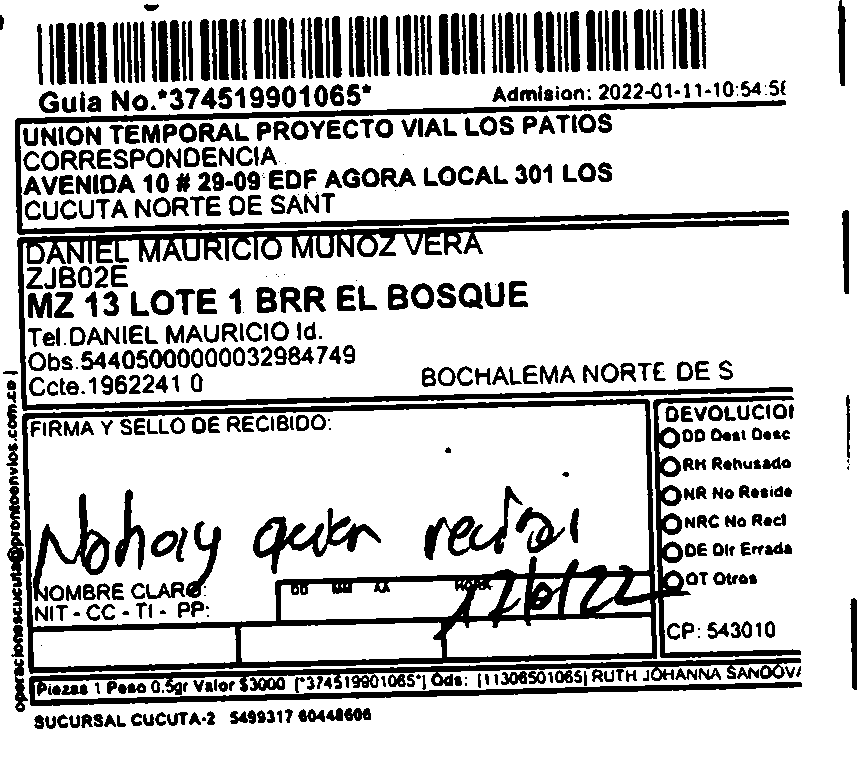 Guia No.*374519901065*
Admision: 2022-01-11-10:54:56
UNION TEMPORAL PROYECTO VIAL LOS PATIOS
CORRESPONDENCIA
AVENIDA 10 # 29-09 EDF AGORA LOCAL 301 LOS
CUCUTA NORTE DE SANT
DANIEL MAURICIO MUÑOZ VERA
ZJB02E
MZ 13 LOTE 1 BRR EL BOSQUE
Tel.DANIEL MAURICIO Id.
Obs.54405000000032984749
Ccte.1962241 0
BOCHALEMA NORTE DE S
operacionescucuta@prontoenvios.com.co |
FIRMA Y SELLO DE RECIBIDO:
No hay quien reciba
NOMBRE CLARO:
NIT - CC - TI - PP:
DD MM AA HORA
DEVOLUCION
DD Dest Desc
RH Rehusado
NR No Reside
NRC No Recl
DE Dir Errada
OT Otros
CP: 543010
Piezas 1 Peso 0.5gr Valor $3000 [*374519901065*] Ods: [11306501065] RUTH JOHANNA SANDOVA
SUCURSAL CUCUTA-2 5499317 60448606